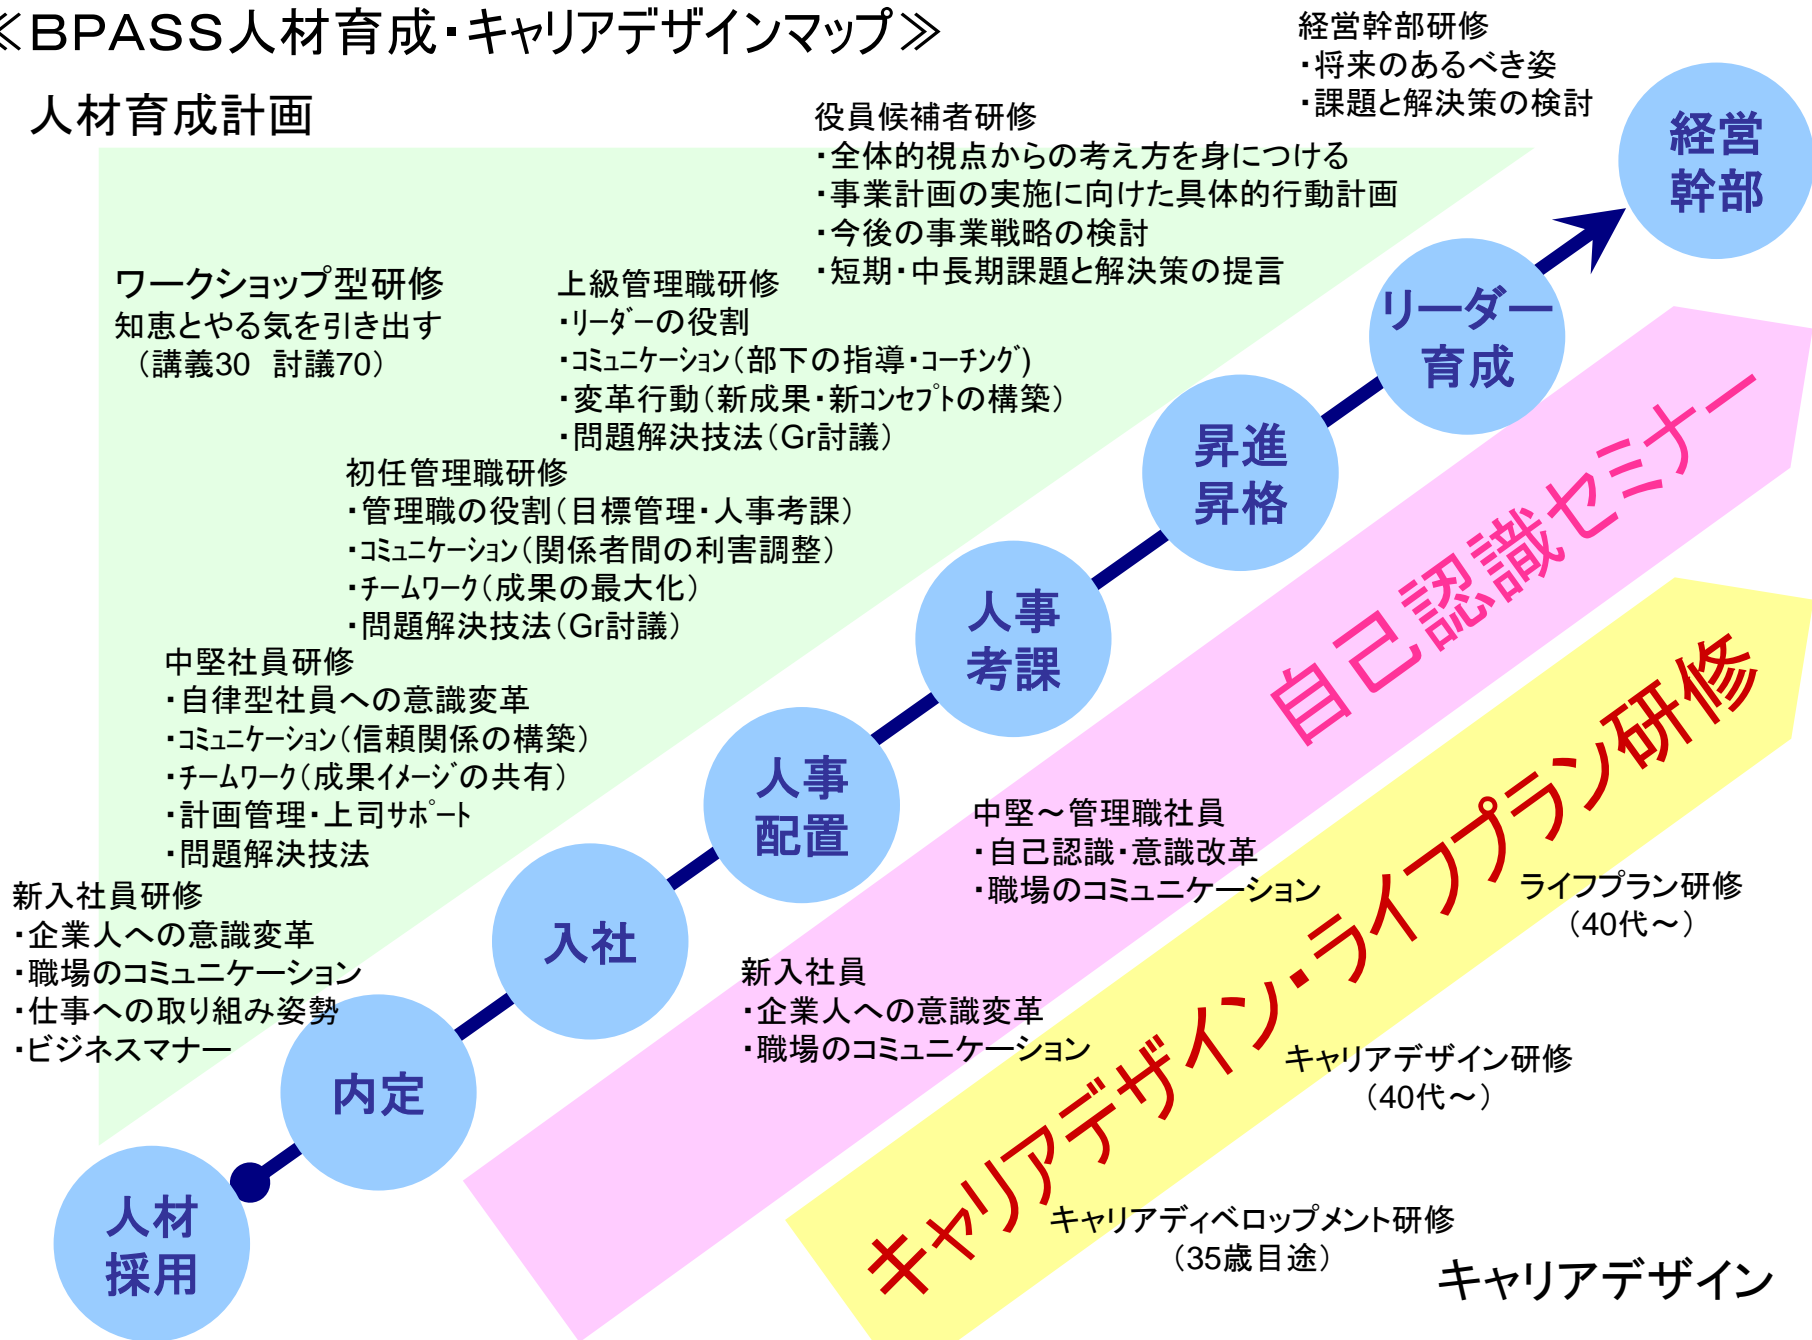 ≪BPASS人材育成・キャリアデザインマップ≫
人材育成計画
経営幹部研修
・将来のあるべき姿
・課題と解決策の検討
経営
幹部
役員候補者研修
・全体的視点からの考え方を身につける
・事業計画の実施に向けた具体的行動計画
・今後の事業戦略の検討
・短期・中長期課題と解決策の提言
リーダー
育成
ワークショップ型研修
知恵とやる気を引き出す
（講義30　討議70）
上級管理職研修
・ﾘｰﾀﾞｰの役割
・ｺﾐｭﾆｹｰｼｮﾝ（部下の指導・ｺｰﾁﾝｸﾞ)
・変革行動（新成果・新ｺﾝｾﾌﾟﾄの構築）
・問題解決技法（Gr討議）
昇進
昇格
初任管理職研修
・管理職の役割（目標管理・人事考課）
・ｺﾐｭﾆｹｰｼｮﾝ（関係者間の利害調整）
・ﾁｰﾑﾜｰｸ（成果の最大化）
・問題解決技法（Gr討議）
人事
考課
中堅社員研修
・自律型社員への意識変革
・ｺﾐｭﾆｹｰｼｮﾝ（信頼関係の構築）
・ﾁｰﾑﾜｰｸ（成果ｲﾒｰｼﾞの共有）
・計画管理・上司ｻﾎﾟｰﾄ
・問題解決技法
人事
配置
新入社員研修
・企業人への意識変革
・職場のコミュニケーション
・仕事への取り組み姿勢
・ビジネスマナー
入社
内定
人材
採用
自己認識セミナー
中堅～管理職社員
・自己認識・意識改革
・職場のコミュニケーション
新入社員
・企業人への意識変革
・職場のコミュニケーション
キャリアデザイン・ライフプラン研修
ライフプラン研修
（40代～）
キャリアデザイン研修
（40代～）
キャリアディベロップメント研修
（35歳目途）
キャリアデザイン